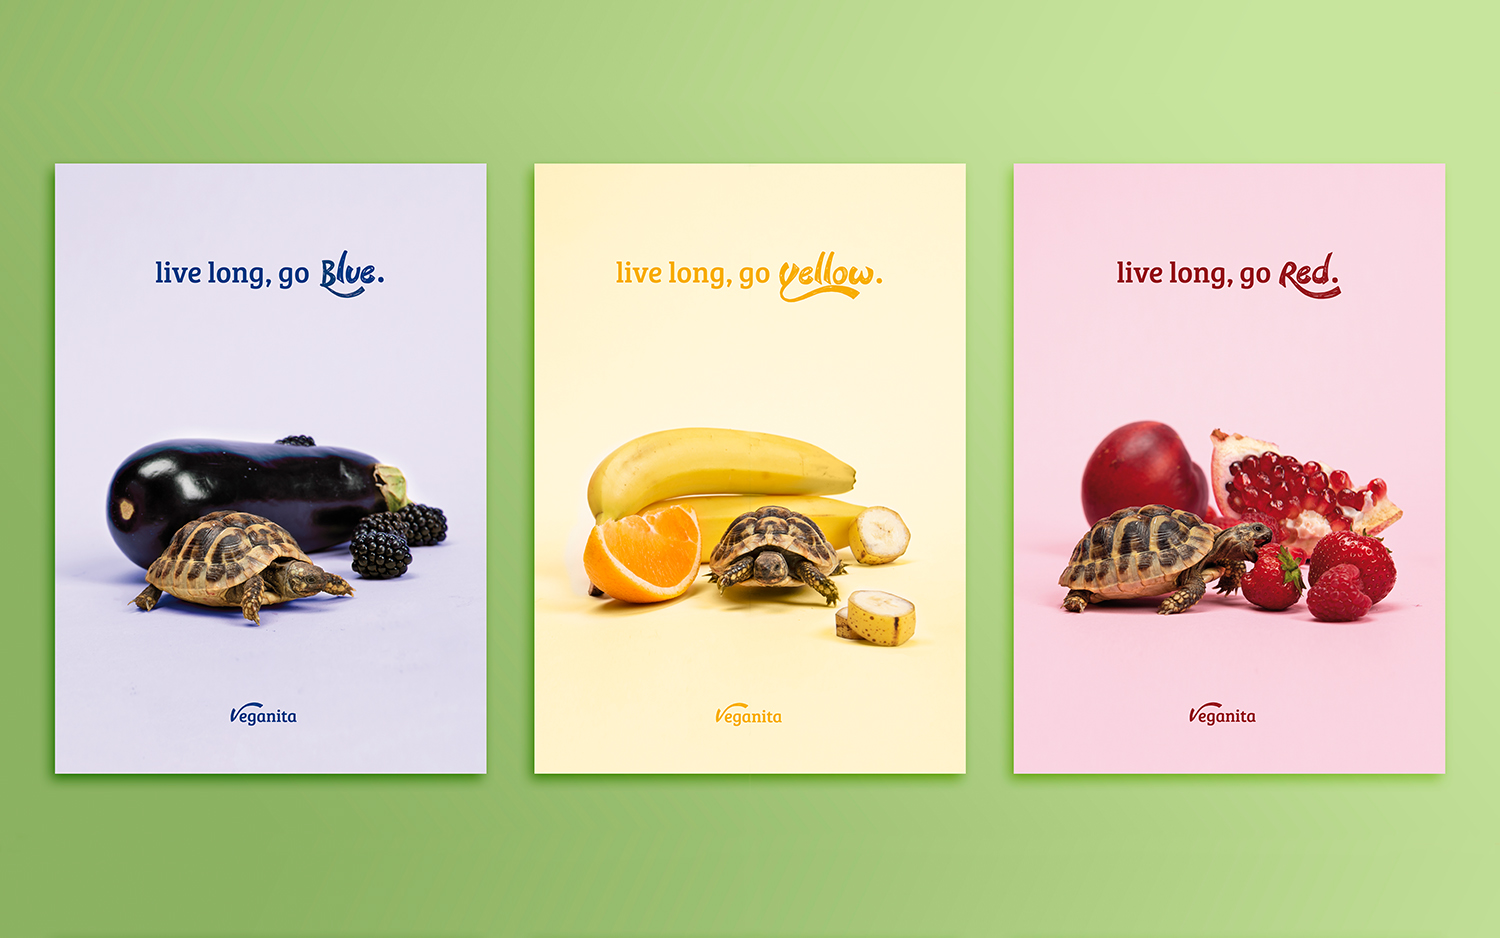 live long, go Blue.
Veganita
live long, go yellow.
Veganita
live long, go Red.
Veganita